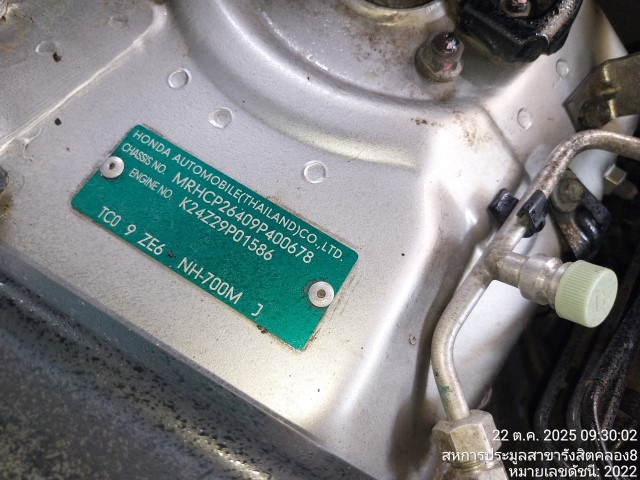 HONDA AUTOMOBILE(THAILAND)CO.,LTD.
CHASSIS NO. MRHCP26409P400678
ENGINE NO. K24Z29P01586
TC0 9 ZE6 NH-700M J
22 ต.ค. 2025 09:30:02
สหการประมูลสาขารังสิตคลอง8
หมายเลขดัชนี: 2022